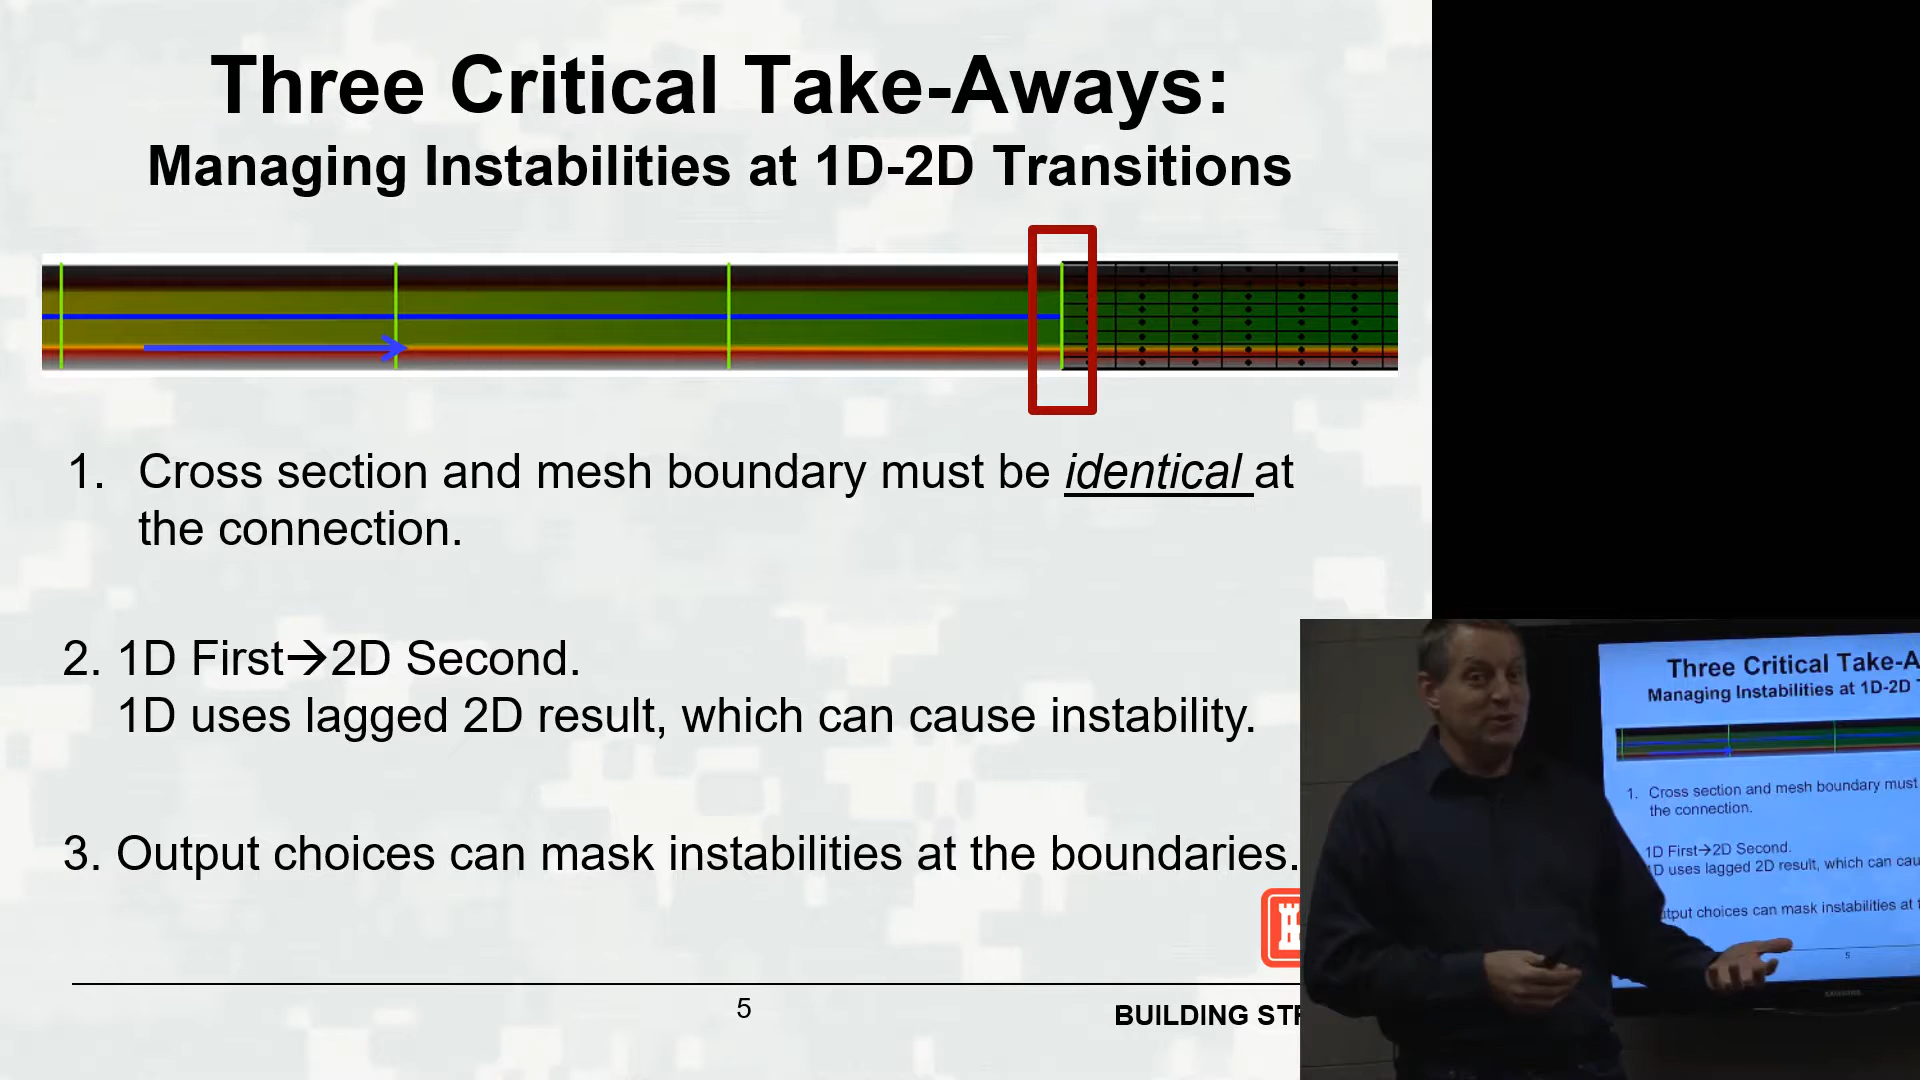 Three Critical Take-Aways:
Managing Instabilities at 1D-2D Transitions
1. Cross section and mesh boundary must be identical at
the connection.
2. 1D First→2D Second.
1D uses lagged 2D result, which can cause instability.
3. Output choices can mask instabilities at the boundaries.
5
BUILDING
Three Critical Take-A
Managing Instabilities at 1D-2D
1. Cross section and mesh boundary must
the connection.
1D First→2D Second.
D uses lagged 2D result, which can cau
tput choices can mask instabilities at
5
SAMSUNG